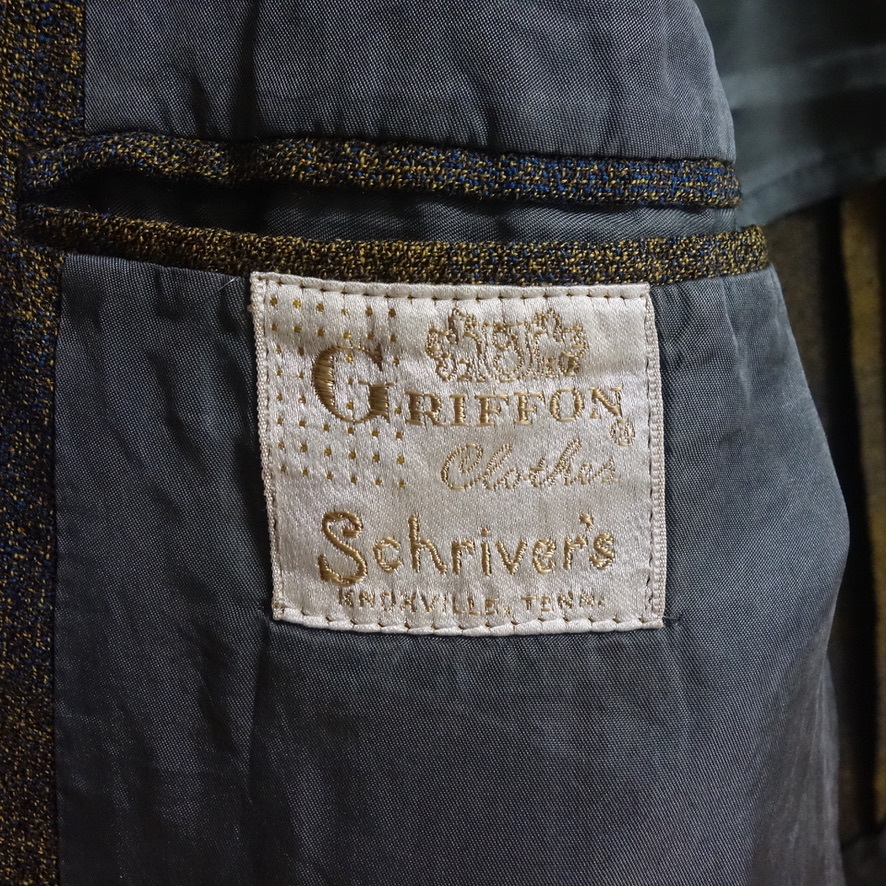 GRIFFON®
Clothes
Schriver's
KNOXVILLE, TENN.